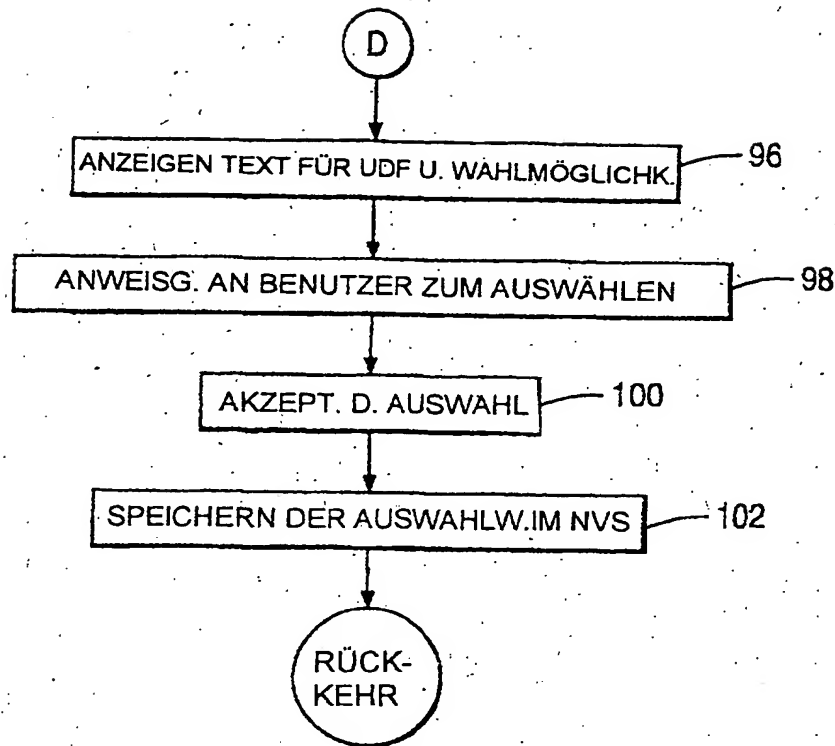 D
ANZEIGEN TEXT FÜR UDF U. WAHLMÖGLICHK.
96
ANWEISG. AN BENUTZER ZUM AUSWÄHLEN
98
AKZEPT. D. AUSWAHL
100
SPEICHERN DER AUSWAHLW.IM NVS
102
RÜCK-
KEHR